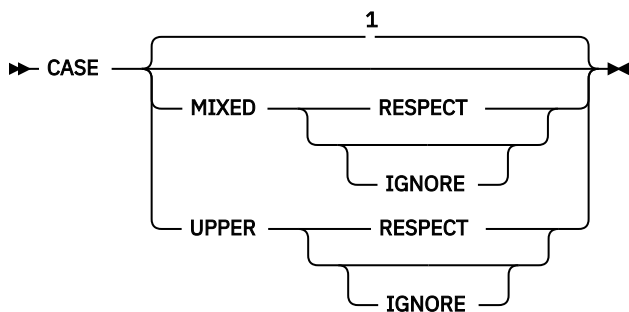 1
CASE
MIXED RESPECT
IGNORE
UPPER RESPECT
IGNORE